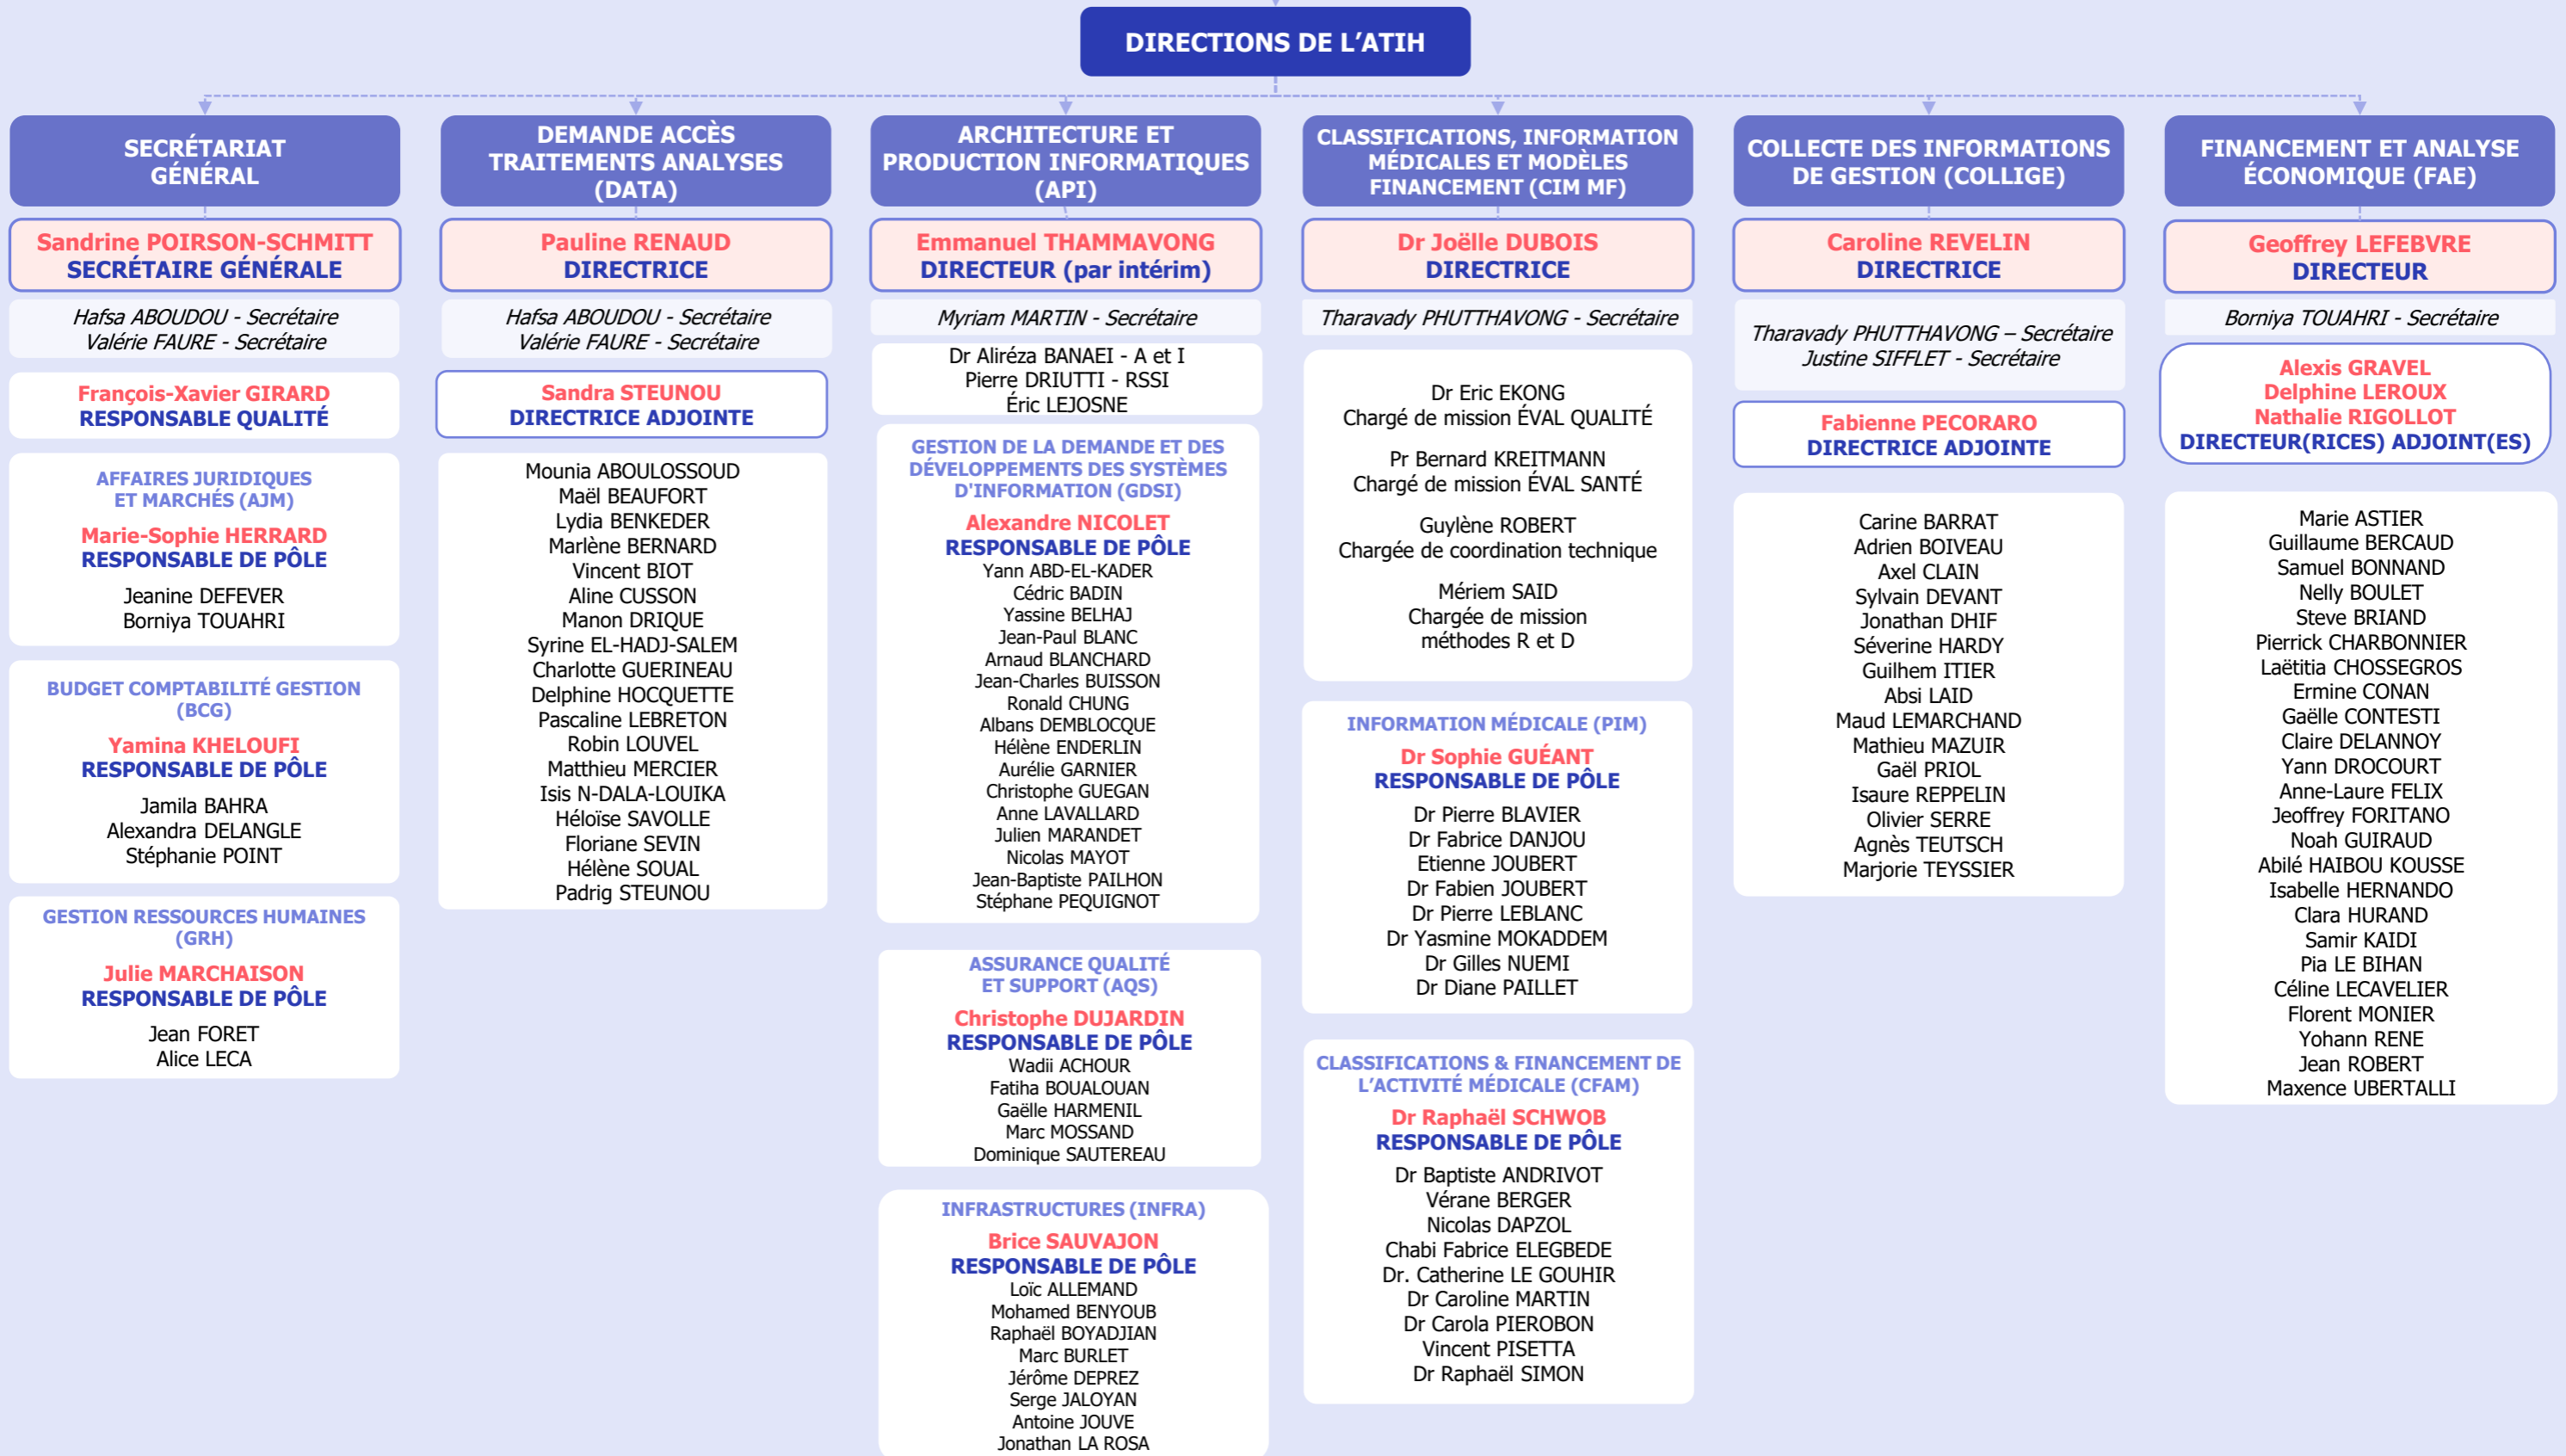 DIRECTIONS DE L'ATIH
SECRÉTARIAT
GÉNÉRAL
Sandrine POIRSON-SCHMITT
SECRÉTAIRE GÉNÉRALE
Hafsa ABOUDOU - Secrétaire
Valérie FAURE - Secrétaire
François-Xavier GIRARD
RESPONSABLE QUALITÉ
AFFAIRES JURIDIQUES
ET MARCHÉS (AJM)
Marie-Sophie HERRARD
RESPONSABLE DE PÔLE
Jeanine DEFEVER
Borniya TOUAHRI
BUDGET COMPTABILITÉ GESTION
(BCG)
Yamina KHELOUFI
RESPONSABLE DE PÔLE
Jamila BAHRA
Alexandra DELANGLE
Stéphanie POINT
GESTION RESSOURCES HUMAINES
(GRH)
Julie MARCHAISON
RESPONSABLE DE PÔLE
Jean FORET
Alice LECA
DEMANDE ACCÈS
TRAITEMENTS ANALYSES
(DATA)
Pauline RENAUD
DIRECTRICE
Hafsa ABOUDOU - Secrétaire
Valérie FAURE - Secrétaire
Sandra STEUNOU
DIRECTRICE ADJOINTE
Mounia ABOULOSSOUD
Maël BEAUFORT
Lydia BENKEDER
Marlène BERNARD
Vincent BIOT
Aline CUSSON
Manon DRIQUE
Syrine EL-HADJ-SALEM
Charlotte GUERINEAU
Delphine HOCQUETTE
Pascaline LEBRETON
Robin LOUVEL
Matthieu MERCIER
Isis N-DALA-LOUIKA
Héloïse SAVOLLE
Floriane SEVIN
Hélène SOUAL
Padrig STEUNOU
ARCHITECTURE ET
PRODUCTION INFORMATIQUES
(API)
Emmanuel THAMMAVONG
DIRECTEUR (par intérim)
Myriam MARTIN - Secrétaire
Dr Aliréza BANAEI - A et I
Pierre DRIUTTI - RSSI
Éric LEJOSNE
GESTION DE LA DEMANDE ET DES
DÉVELOPPEMENTS DES SYSTÈMES
D'INFORMATION (GDSI)
Alexandre NICOLET
RESPONSABLE DE PÔLE
Yann ABD-EL-KADER
Cédric BADIN
Yassine BELHAJ
Jean-Paul BLANC
Arnaud BLANCHARD
Jean-Charles BUISSON
Ronald CHUNG
Albans DEMBLOCQUE
Hélène ENDERLIN
Aurélie GARNIER
Christophe GUEGAN
Anne LAVALLARD
Julien MARANDET
Nicolas MAYOT
Jean-Baptiste PAILHON
Stéphane PEQUIGNOT
ASSURANCE QUALITÉ
ET SUPPORT (AQS)
Christophe DUJARDIN
RESPONSABLE DE PÔLE
Wadii ACHOUR
Fatiha BOUALOUAN
Gaëlle HARMENIL
Marc MOSSAND
Dominique SAUTEREAU
INFRASTRUCTURES (INFRA)
Brice SAUVAJON
RESPONSABLE DE PÔLE
Loïc ALLEMAND
Mohamed BENYOUB
Raphaël BOYADJIAN
Marc BURLET
Jérôme DEPREZ
Serge JALOYAN
Antoine JOUVE
Jonathan LA ROSA
CLASSIFICATIONS, INFORMATION
MÉDICALES ET MODÈLES
FINANCEMENT (CIM MF)
Dr Joëlle DUBOIS
DIRECTRICE
Tharavady PHUTTHAVONG - Secrétaire
Dr Eric EKONG
Chargé de mission ÉVAL QUALITÉ
Pr Bernard KREITMANN
Chargé de mission ÉVAL SANTÉ
Guylène ROBERT
Chargée de coordination technique
Mériem SAID
Chargée de mission
méthodes R et D
INFORMATION MÉDICALE (PIM)
Dr Sophie GUÉANT
RESPONSABLE DE PÔLE
Dr Pierre BLAVIER
Dr Fabrice DANJOU
Etienne JOUBERT
Dr Fabien JOUBERT
Dr Pierre LEBLANC
Dr Yasmine MOKADDEM
Dr Gilles NUEMI
Dr Diane PAILLET
CLASSIFICATIONS & FINANCEMENT DE
L'ACTIVITÉ MÉDICALE (CFAM)
Dr Raphaël SCHWOB
RESPONSABLE DE PÔLE
Dr Baptiste ANDRIVOT
Vérane BERGER
Nicolas DAPZOL
Chabi Fabrice ELEGBEDE
Dr. Catherine LE GOUHIR
Dr Caroline MARTIN
Dr Carola PIEROBON
Vincent PISETTA
Dr Raphaël SIMON
COLLECTE DES INFORMATIONS
DE GESTION (COLLIGE)
Caroline REVELIN
DIRECTRICE
Tharavady PHUTTHAVONG – Secrétaire
Justine SIFFLET - Secrétaire
Fabienne PECORARO
DIRECTRICE ADJOINTE
Carine BARRAT
Adrien BOIVEAU
Axel CLAIN
Sylvain DEVANT
Jonathan DHIF
Séverine HARDY
Guilhem ITIER
Absi LAID
Maud LEMARCHAND
Mathieu MAZUIR
Gaël PRIOL
Isaure REPPELIN
Olivier SERRE
Agnès TEUTSCH
Marjorie TEYSSIER
FINANCEMENT ET ANALYSE
ÉCONOMIQUE (FAE)
Geoffrey LEFEBVRE
DIRECTEUR
Borniya TOUAHRI - Secrétaire
Alexis GRAVEL
Delphine LEROUX
Nathalie RIGOLLOT
DIRECTEUR(RICES) ADJOINT(ES)
Marie ASTIER
Guillaume BERCAUD
Samuel BONNAND
Nelly BOULET
Steve BRIAND
Pierrick CHARBONNIER
Laëtitia CHOSSEGROS
Ermine CONAN
Gaëlle CONTESTI
Claire DELANNOY
Yann DROCOURT
Anne-Laure FELIX
Jeoffrey FORITANO
Noah GUIRAUD
Abilé HAIBOU KOUSSE
Isabelle HERNANDO
Clara HURAND
Samir KAIDI
Pia LE BIHAN
Céline LECAVELIER
Florent MONIER
Yohann RENE
Jean ROBERT
Maxence UBERTALLI